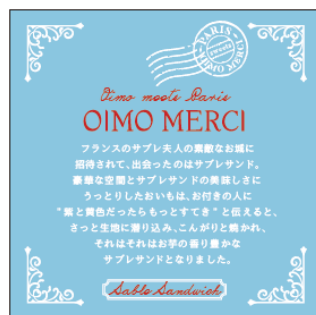 PARIS
sweets
OIMO MERCI
Oimo meets Paris
OIMO MERCI
フランスのサブレ夫人の素敵なお城に
招待されて、出会ったのはサブレサンド。
豪華な空間とサブレサンドの美味しさに
うっとりしたおいもは、お付きの人に
"紫と黄色だったらもっとすてき"と伝えると、
さっと生地に潜り込み、こんがりと焼かれ、
それはそれはお芋の香り豊かな
サブレサンドとなりました。
Sable Sandwich